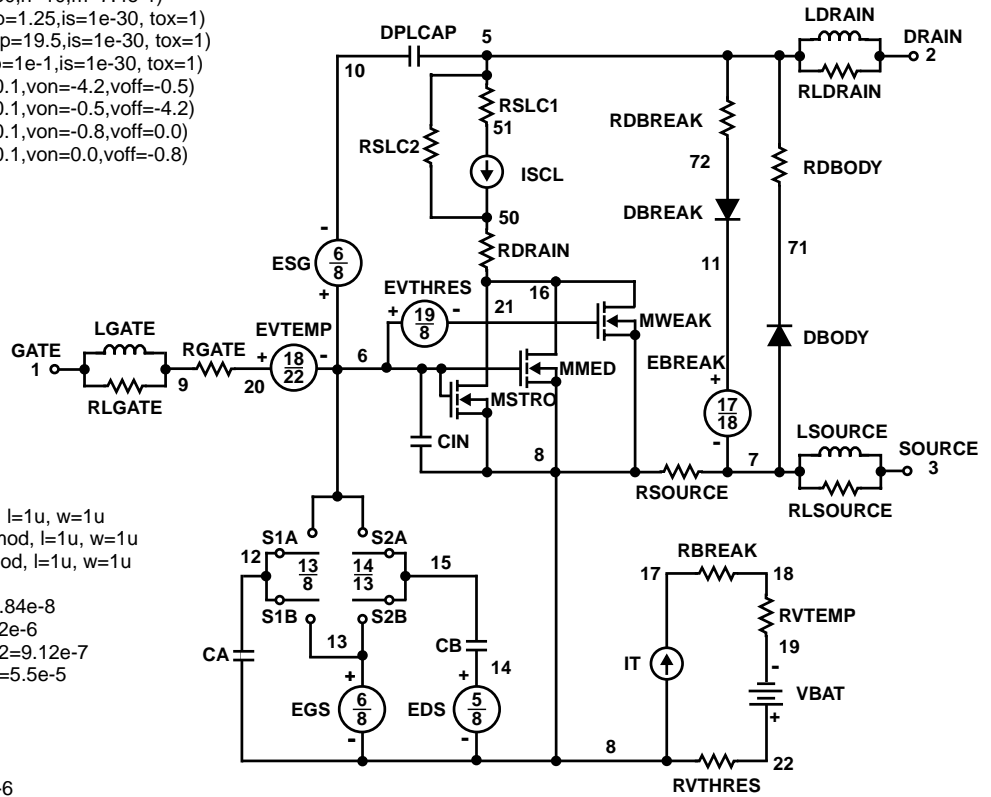 o=1.25,is=1e-30, tox=1)
p=19.5,is=1e-30, tox=1)
=1e-1,is=1e-30, tox=1)
0.1,von=-4.2,voff=-0.5)
0.1,von=-0.5,voff=-4.2)
0.1,von=-0.8,voff=0.0)
0.1,von=0.0,voff=-0.8)
LDRAIN
DPLCAP
5
DRAIN
2
10
RLDRAIN
RSLC1
51
RDBREAK
RSLC2
72
RDBODY
ISCL
DBREAK
50
71
RDRAIN
11
ESG
6
8
EVTHRES
16
21
19
8
MWEAK
LGATE
EVTEMP
DBODY
GATE
1
RGATE
18
22
6
MMED
EBREAK
9
20
MSTRO
RLGATE
17
18
CIN
8
7
LSOURCE
SOURCE
3
RSOURCE
RLSOURCE
l=1u, w=1u
mod, l=1u, w=1u
od, l=1u, w=1u
S1A
S2A
12
13
8
14
13
15
RBREAK
17
18
.84e-8
2e-6
2=9.12e-7
=5.5e-5
S1B
S2B
RVTEMP
13
CB
19
CA
14
IT
VBAT
EGS
6
8
EDS
5
8
8
22
RVTHRES
-6